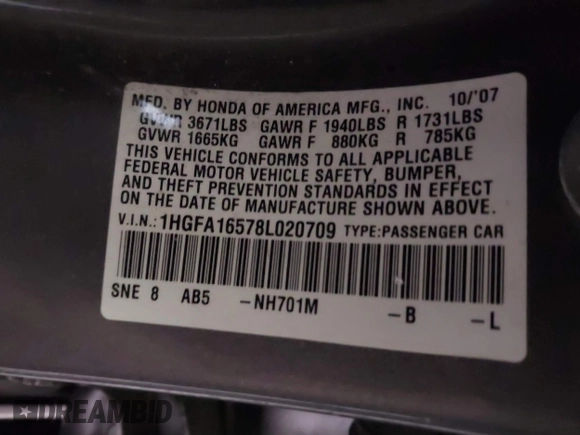 MFD. BY HONDA OF AMERICA MFG., INC. 10/'07
GVWR 3671LBS GAWR F 1940LBS R 1731LBS
GVWR 1665KG GAWR F 880KG R 785KG
THIS VEHICLE CONFORMS TO ALL APPLICABLE
FEDERAL MOTOR VEHICLE SAFETY, BUMPER,
AND THEFT PREVENTION STANDARDS IN EFFECT
ON THE DATE OF MANUFACTURE SHOWN ABOVE.
V.I.N.: 1HGFA16578L020709 TYPE:PASSENGER CAR
SNE 8 AB5 -NH701M -B -L
DREAMBID